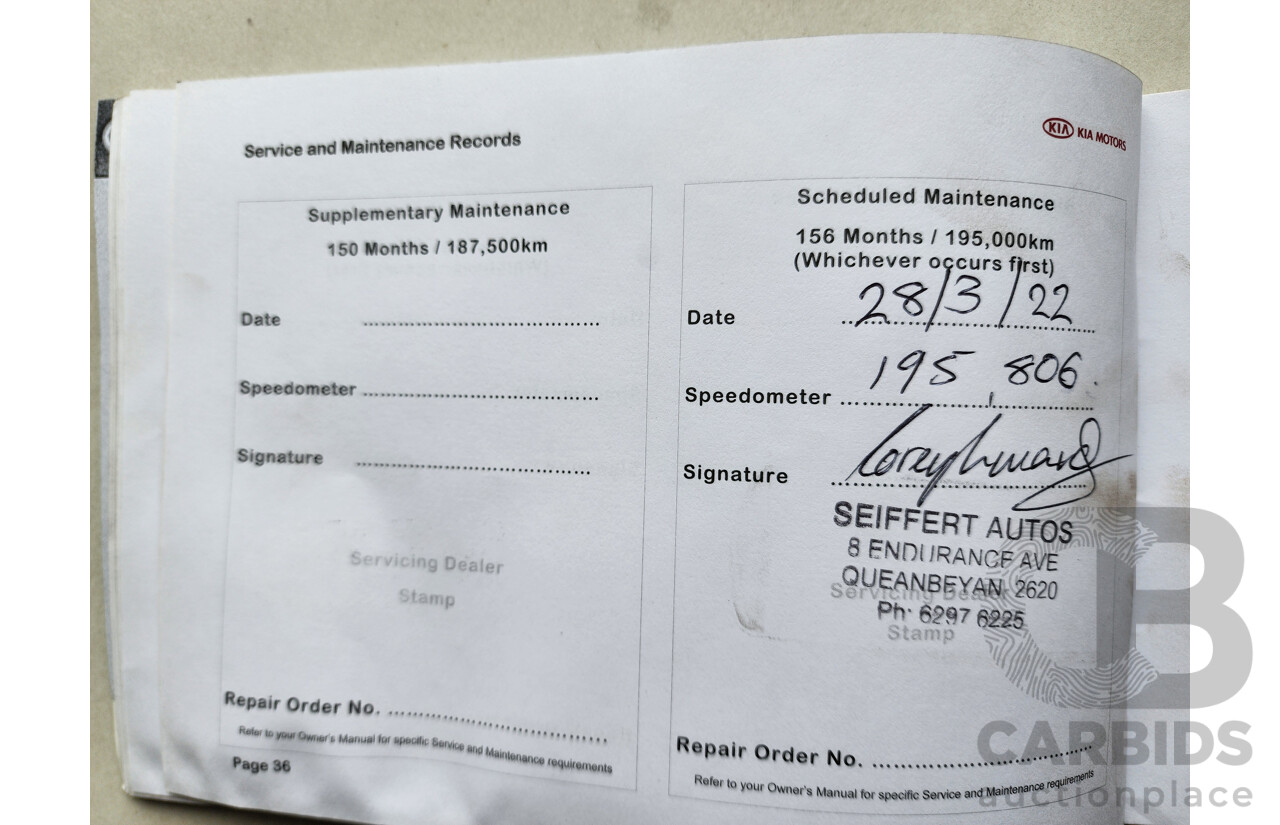 Service and Maintenance Records
KIA KIA MOTORS
Supplementary Maintenance
150 Months / 187,500km
Date ........................................
Speedometer ........................................
Signature ........................................
Servicing Dealer
Stamp
Repair Order No. ........................................
Refer to your Owner's Manual for specific Service and Maintenance requirements
Page 36
Scheduled Maintenance
156 Months / 195,000km
(Whichever occurs first)
Date 28/3/22
Speedometer 195,806.
Signature
SEIFFERT AUTOS
8 ENDURANCE AVE
QUEANBEYAN 2620
Servicing Dealer
Ph: 6297 6225
Stamp
Repair Order No. ........................................
Refer to your Owner's Manual for specific Service and Maintenance requirements
CARBIDS
auctionplace